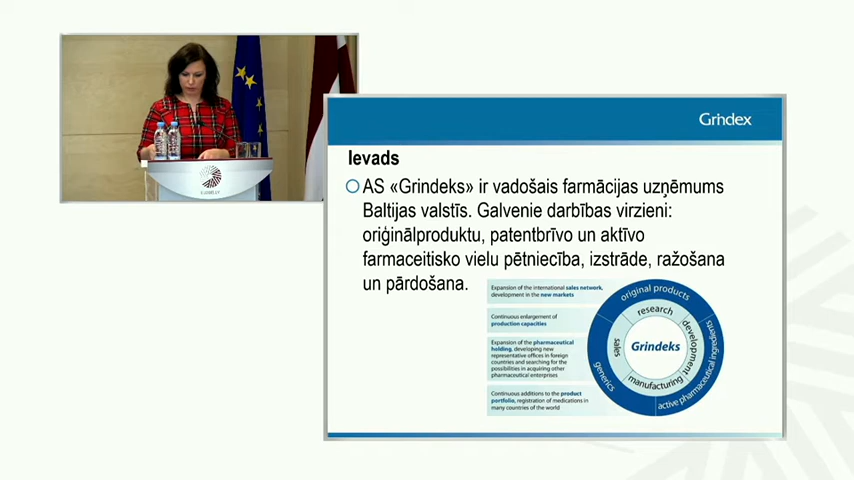 Grindex
Ievads
AS «Grindeks» ir vadošais farmācijas uzņēmums
Baltijas valstīs. Galvenie darbības virzieni:
oriģinālproduktu, patentbrīvo un aktīvo
farmaceitisko vielu pētniecība, izstrāde, ražošana
un pārdošana.
Expansion of the international sales network,
development in the new markets
Continuous enlargement of
production capacities
Expansion of the pharmaceutical
holding, developing new
representative offices in foreign
countries and searching for the
possibilities in acquiring other
pharmaceutical enterprises
Continuous additions to the product
portfolio, registration of medications in
many countries of the world
original products
research
development
active pharmaceutical ingredients
manufacturing
generics
sales
Grindeks